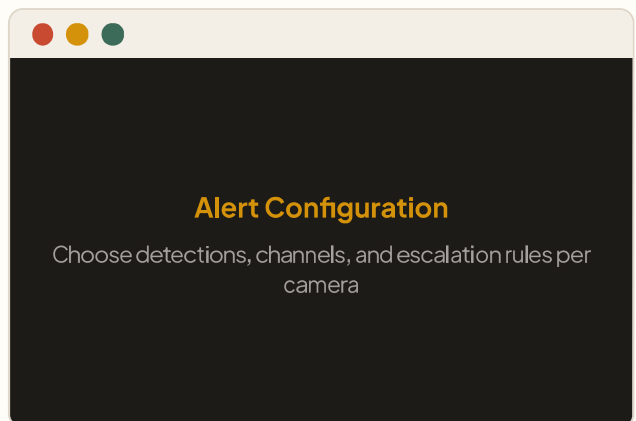 Alert Configuration
Choose detections, channels, and escalation rules per
camera